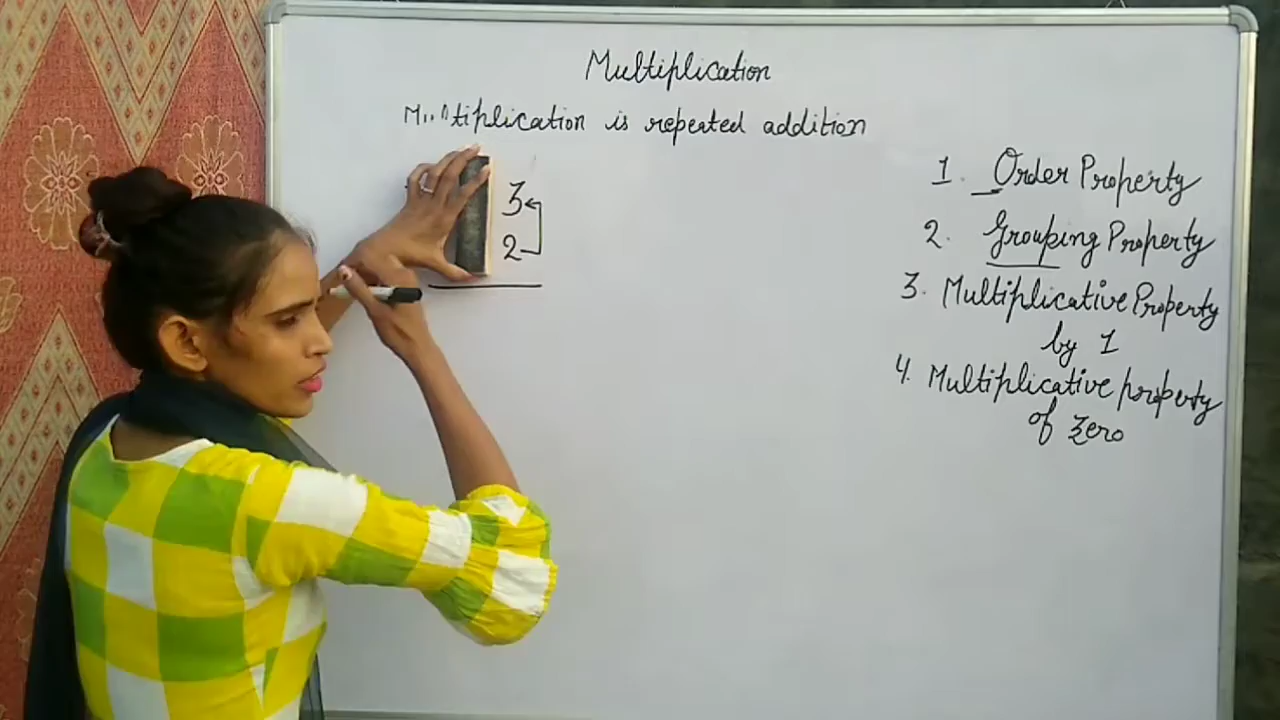 Multiplication
Multiplication is repeated addition
3
2
1. Order Property
2. Grouping Property
3. Multiplicative Property
by 1
4. Multiplicative property
of zero